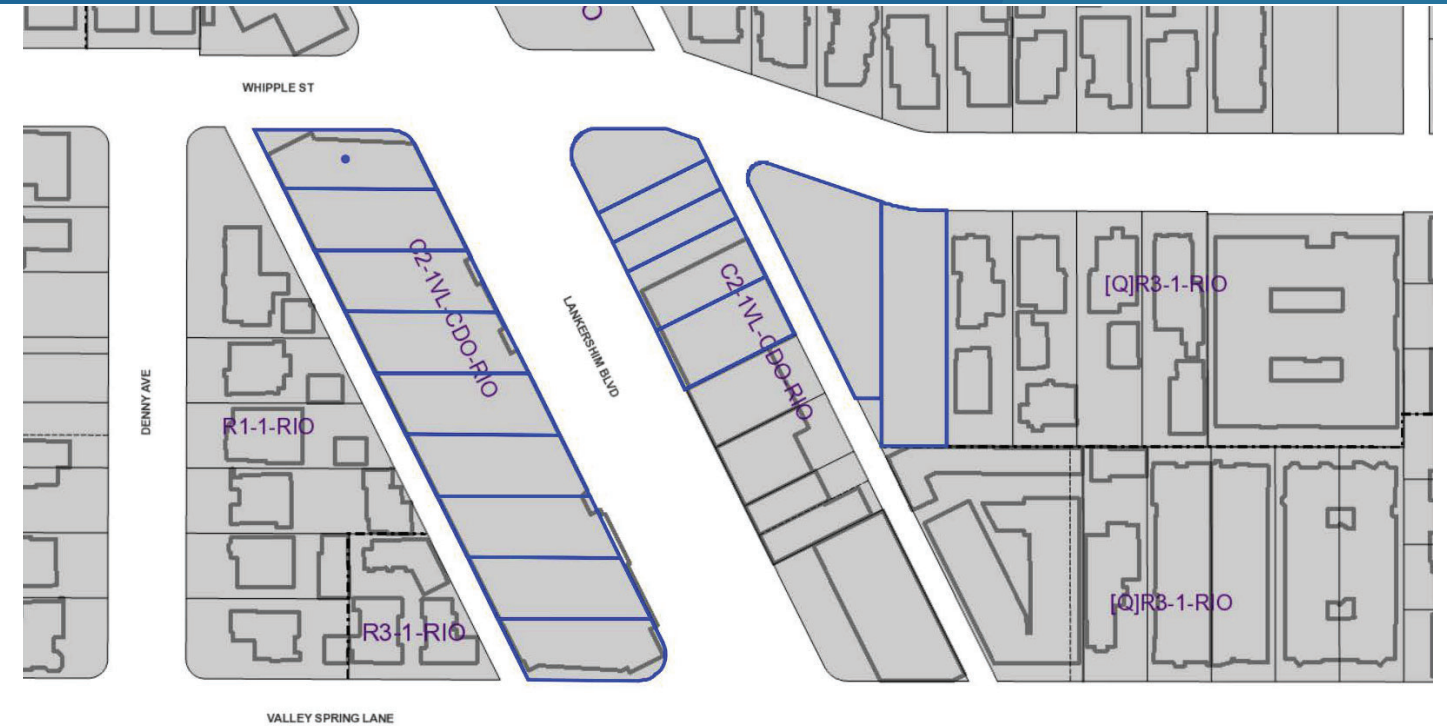 WHIPPLE ST
C2-1VL-CDO-RIO
C2-1VL-CDO-RIO
[Q]R3-1-RIO
LANKERSHIM BLVD
DENNY AVE
R1-1-RIO
[Q]R3-1-RIO
R3-1-RIO
VALLEY SPRING LANE